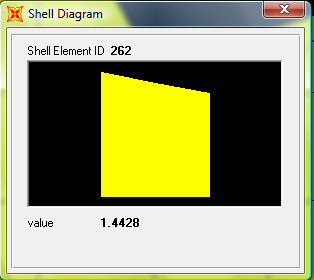 Shell Diagram
Shell Element ID 262
value 1.4428